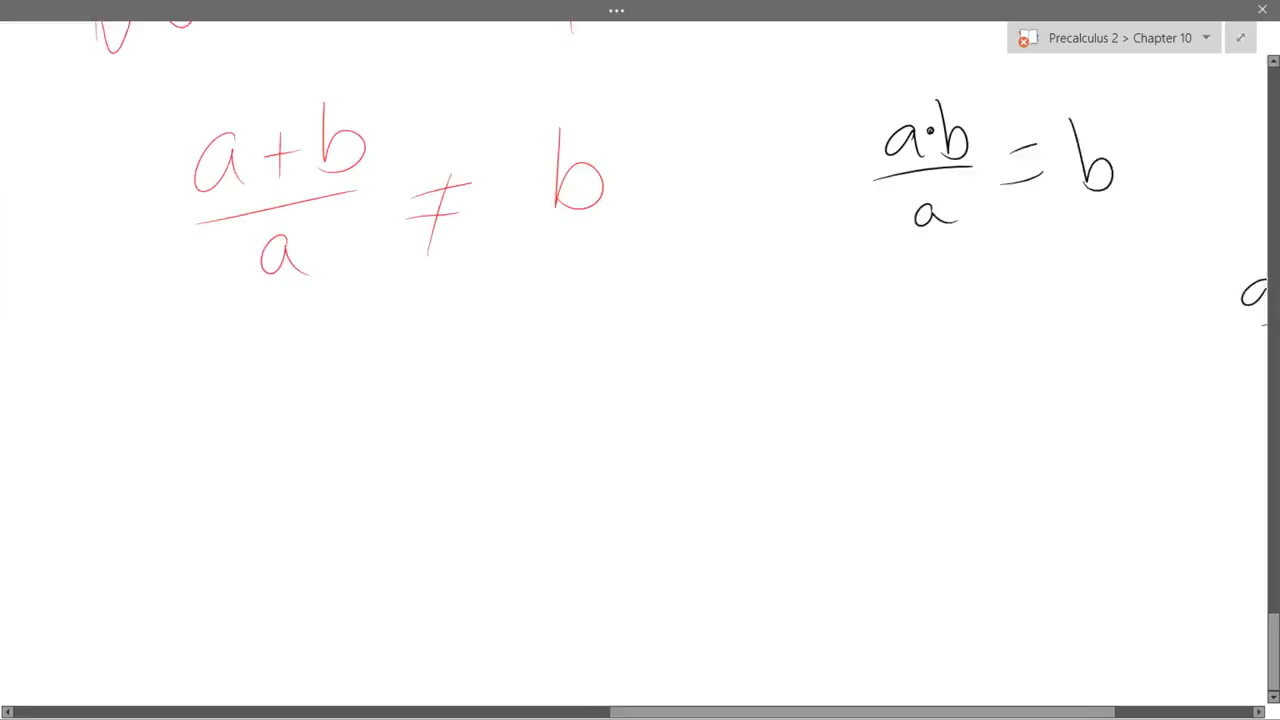 ...
Precalculus 2 > Chapter 10
(a+b)/a ≠ b
(a·b)/a = b
a